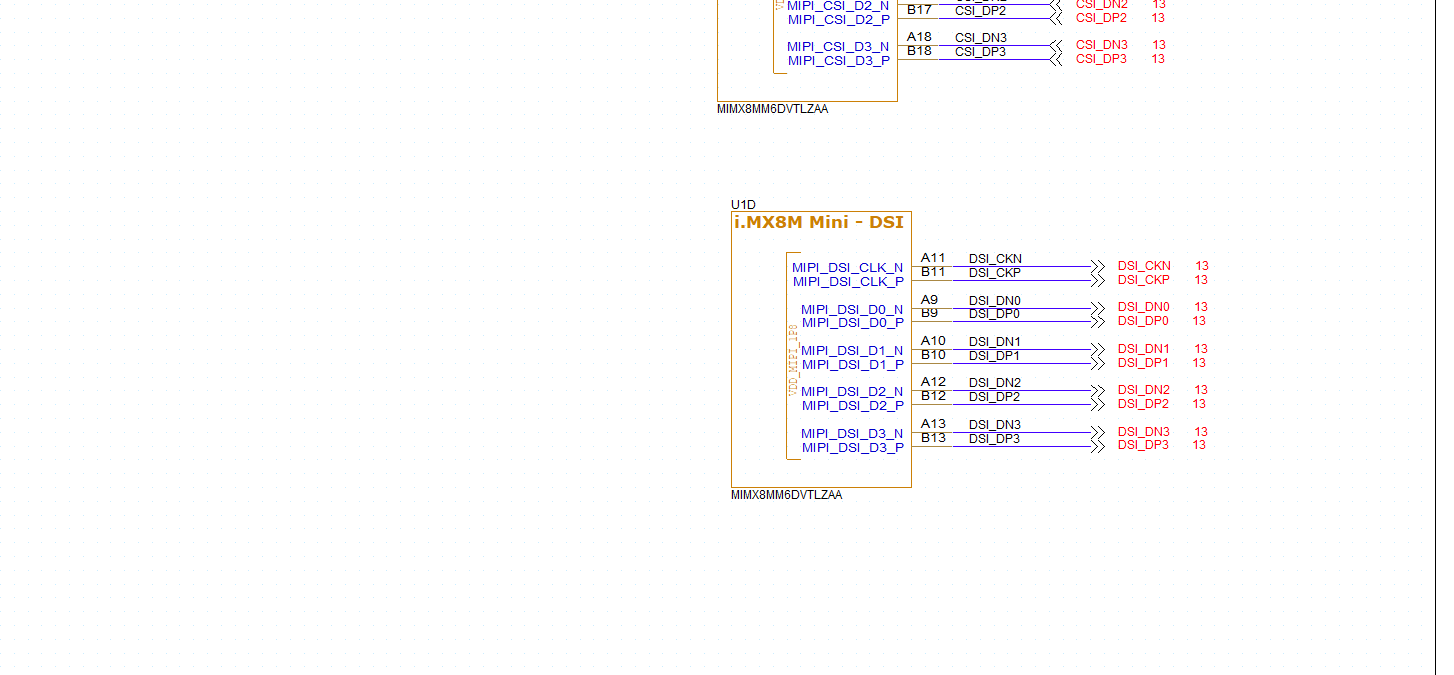 MIPI_CSI_D2_N CSI_DN2 13
MIPI_CSI_D2_P B17 CSI_DP2 CSI_DP2 13
MIPI_CSI_D3_N A18 CSI_DN3 CSI_DN3 13
MIPI_CSI_D3_P B18 CSI_DP3 CSI_DP3 13
MIMX8MM6DVTLZAA
U1D
i.MX8M Mini - DSI
MIPI_DSI_CLK_N A11 DSI_CKN DSI_CKN 13
MIPI_DSI_CLK_P B11 DSI_CKP DSI_CKP 13
MIPI_DSI_D0_N A9 DSI_DN0 DSI_DN0 13
MIPI_DSI_D0_P B9 DSI_DP0 DSI_DP0 13
VDD_MIPI_1P8
MIPI_DSI_D1_N A10 DSI_DN1 DSI_DN1 13
MIPI_DSI_D1_P B10 DSI_DP1 DSI_DP1 13
MIPI_DSI_D2_N A12 DSI_DN2 DSI_DN2 13
MIPI_DSI_D2_P B12 DSI_DP2 DSI_DP2 13
MIPI_DSI_D3_N A13 DSI_DN3 DSI_DN3 13
MIPI_DSI_D3_P B13 DSI_DP3 DSI_DP3 13
MIMX8MM6DVTLZAA